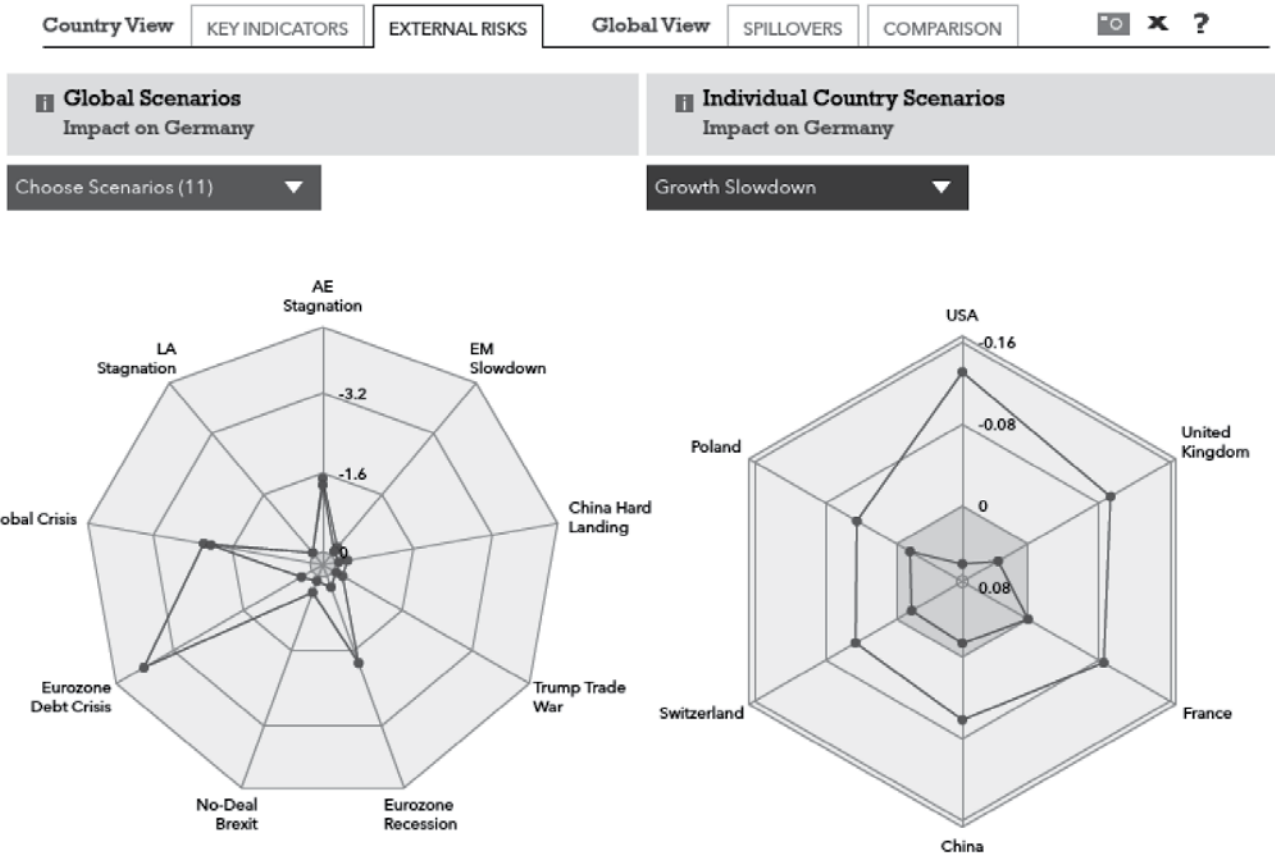 Country View KEY INDICATORS EXTERNAL RISKS Global View SPILLOVERS COMPARISON x ?
i Global Scenarios
Impact on Germany
Choose Scenarios (11)
AE
Stagnation
LA
Stagnation
EM
Slowdown
-3.2
-1.6
0
obal Crisis
China Hard
Landing
Eurozone
Debt Crisis
Trump Trade
War
No-Deal
Brexit
Eurozone
Recession
i Individual Country Scenarios
Impact on Germany
Growth Slowdown
USA
-0.16
-0.08
0
0.08
Poland
United
Kingdom
Switzerland
France
China